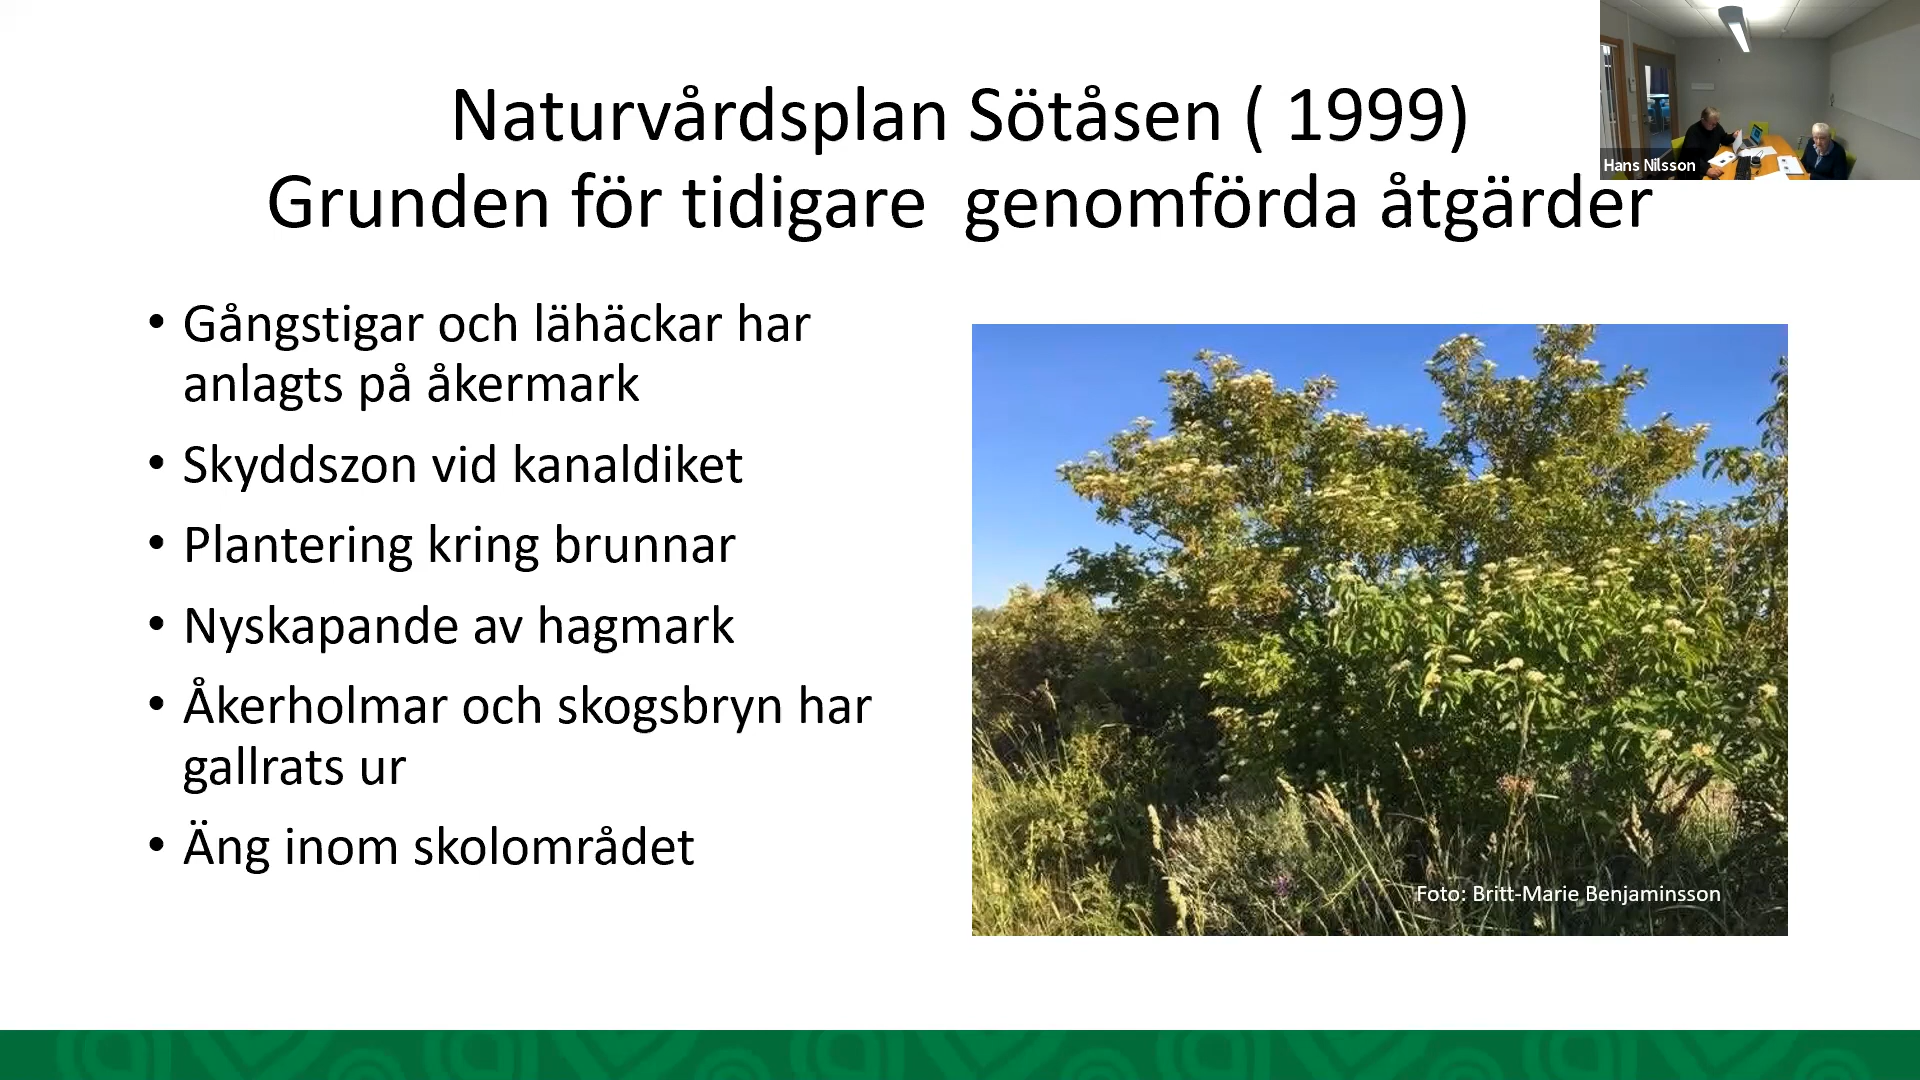 Naturvårdsplan Sötåsen ( 1999)
Grunden för tidigare  genomförda åtgärder
Hans Nilsson
• Gångstigar och lähäckar har
anlagts på åkermark
• Skyddszon vid kanaldiket
• Plantering kring brunnar
• Nyskapande av hagmark
• Åkerholmar och skogsbryn har
gallrats ur
• Äng inom skolområdet
Foto: Britt-Marie Benjaminsson